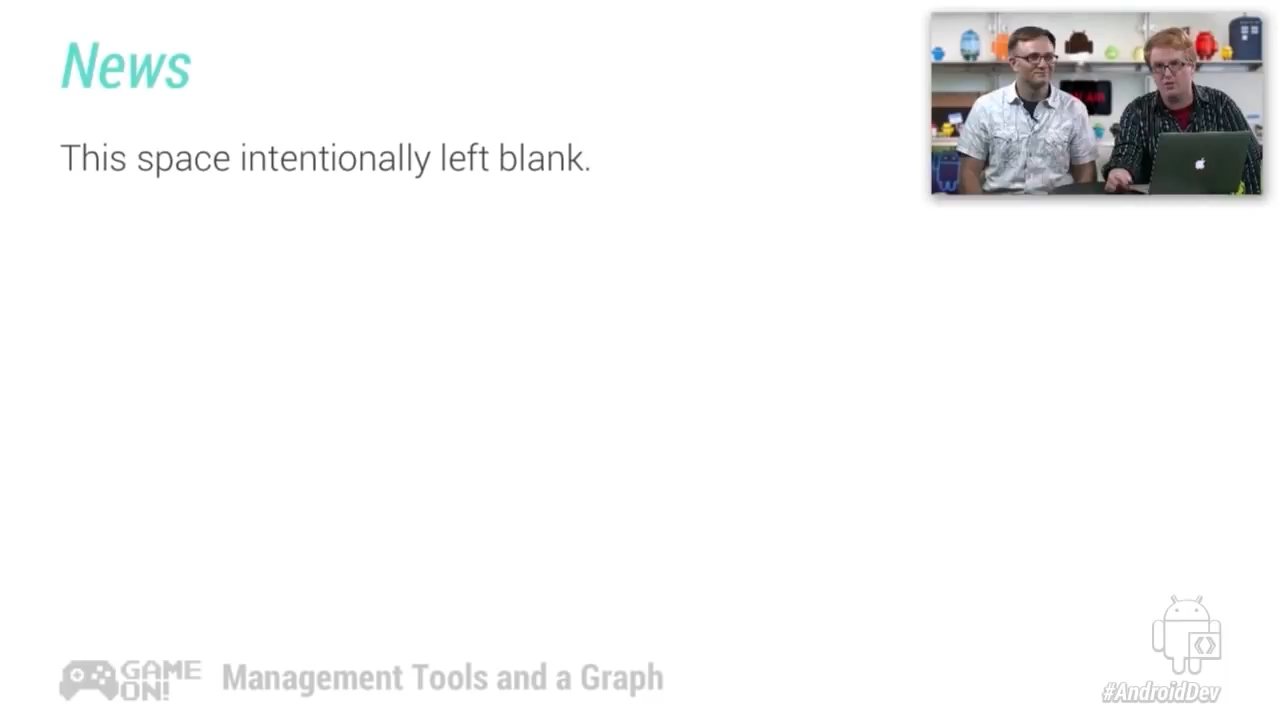 News
This space intentionally left blank.
GAME
ON!
Management Tools and a Graph
#AndroidDev